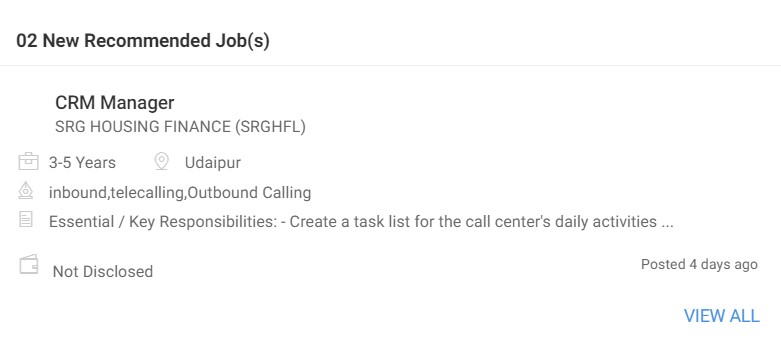 02 New Recommended Job(s)
CRM Manager
SRG HOUSING FINANCE (SRGHFL)
3-5 Years Udaipur
inbound,telecalling,Outbound Calling
Essential / Key Responsibilities: - Create a task list for the call center's daily activities ...
Not Disclosed Posted 4 days ago
VIEW ALL